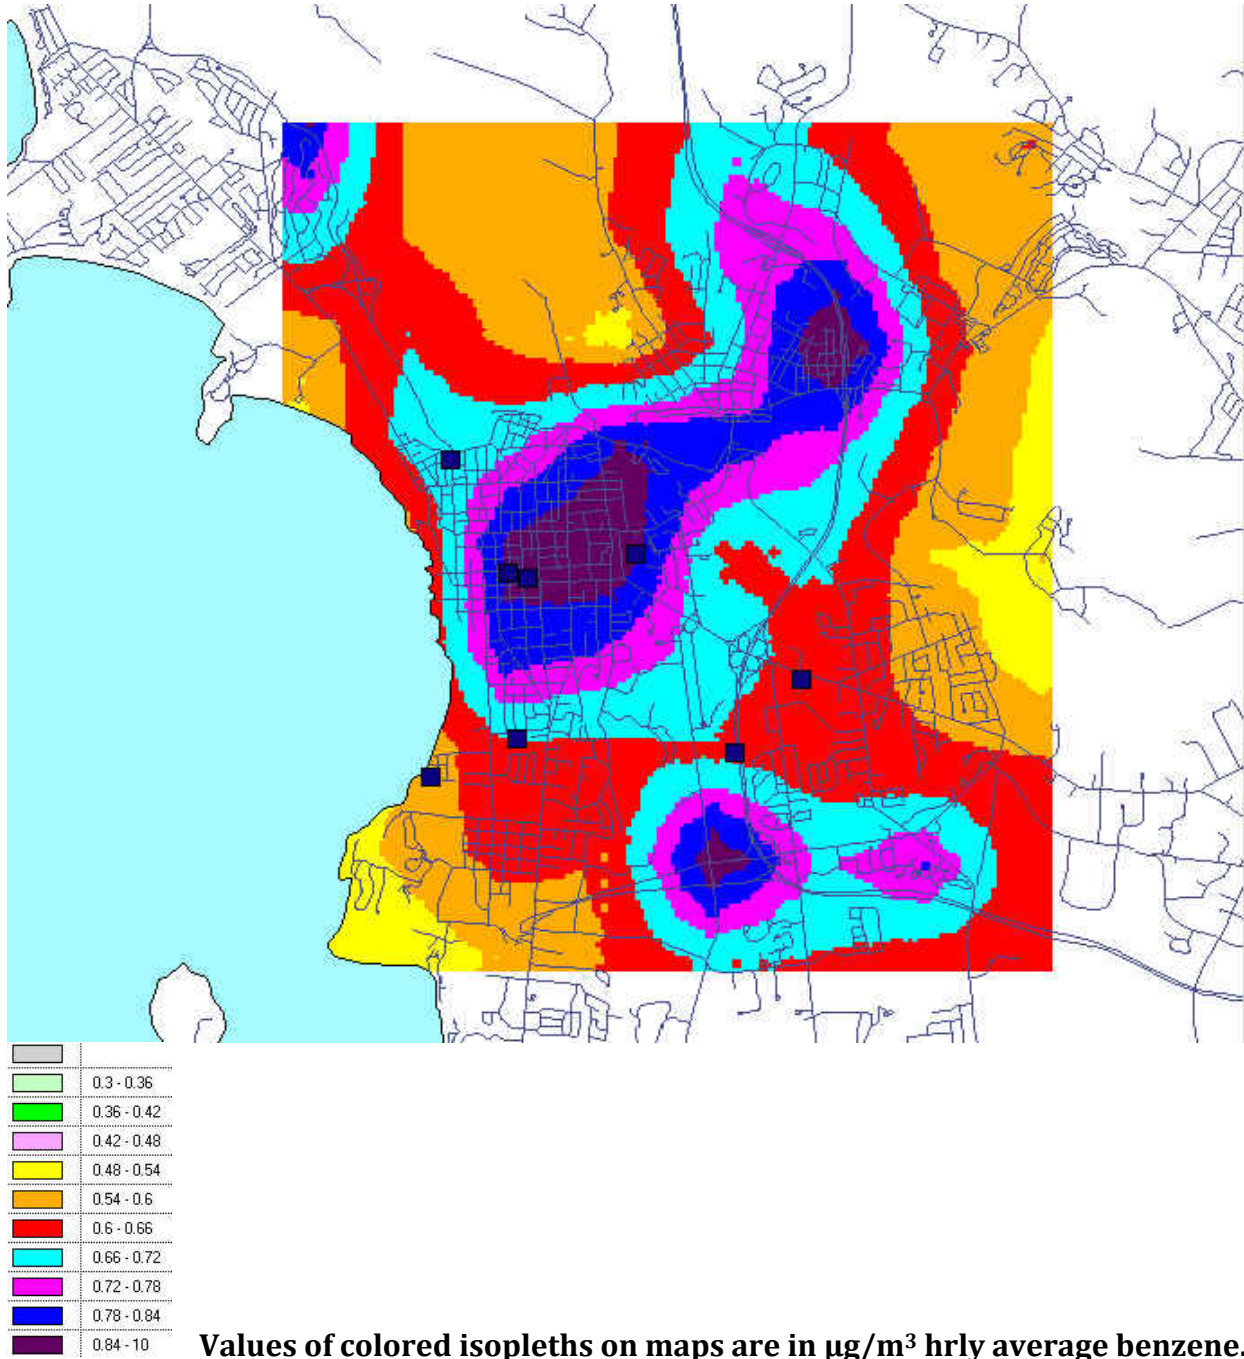 0.3 - 0.36
0.36 - 0.42
0.42 - 0.48
0.48 - 0.54
0.54 - 0.6
0.6 - 0.66
0.66 - 0.72
0.72 - 0.78
0.78 - 0.84
0.84 - 10
Values of colored isopleths on maps are in µg/m³ hrly average benzene.